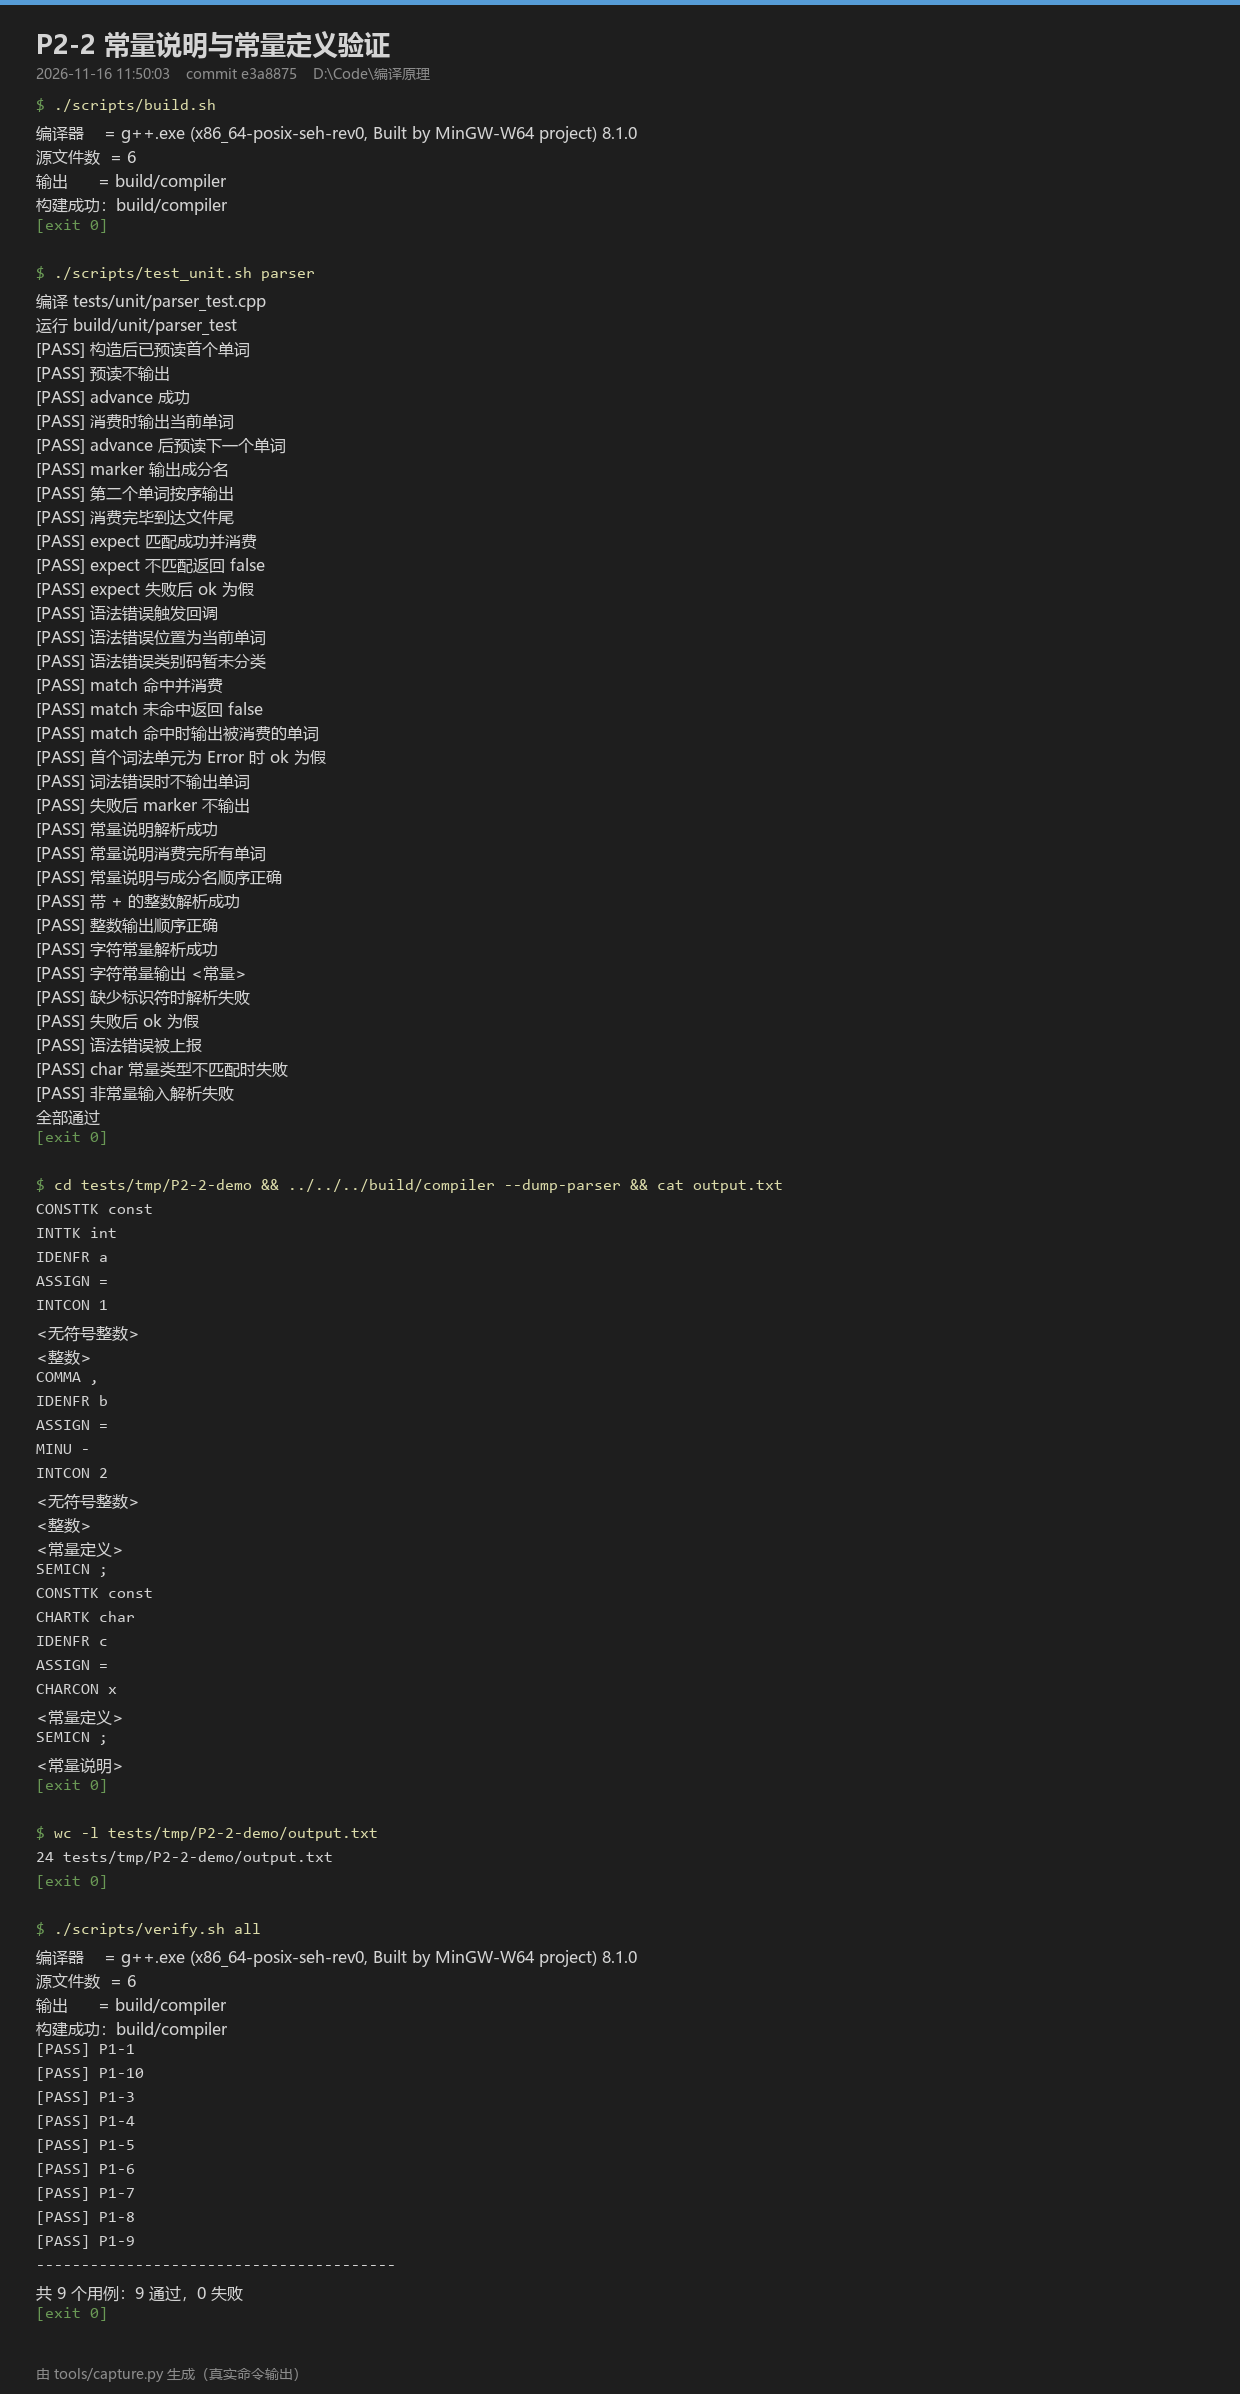 P2-2 常量说明与常量定义验证
2026-11-16 11:50:03 commit e3a8875 D:\Code\编译原理
$ ./scripts/build.sh
编译器 = g++.exe (x86_64-posix-seh-rev0, Built by MinGW-W64 project) 8.1.0
源文件数 = 6
输出 = build/compiler
构建成功：build/compiler
[exit 0]
$ ./scripts/test_unit.sh parser
编译 tests/unit/parser_test.cpp
运行 build/unit/parser_test
[PASS] 构造后已预读首个单词
[PASS] 预读不输出
[PASS] advance 成功
[PASS] 消费时输出当前单词
[PASS] advance 后预读下一个单词
[PASS] marker 输出成分名
[PASS] 第二个单词按序输出
[PASS] 消费完毕到达文件尾
[PASS] expect 匹配成功并消费
[PASS] expect 不匹配返回 false
[PASS] expect 失败后 ok 为假
[PASS] 语法错误触发回调
[PASS] 语法错误位置为当前单词
[PASS] 语法错误类别码暂未分类
[PASS] match 命中并消费
[PASS] match 未命中返回 false
[PASS] match 命中时输出被消费的单词
[PASS] 首个词法单元为 Error 时 ok 为假
[PASS] 词法错误时不输出单词
[PASS] 失败后 marker 不输出
[PASS] 常量说明解析成功
[PASS] 常量说明消费完所有单词
[PASS] 常量说明与成分名顺序正确
[PASS] 带 + 的整数解析成功
[PASS] 整数输出顺序正确
[PASS] 字符常量解析成功
[PASS] 字符常量输出 <常量>
[PASS] 缺少标识符时解析失败
[PASS] 失败后 ok 为假
[PASS] 语法错误被上报
[PASS] char 常量类型不匹配时失败
[PASS] 非常量输入解析失败
全部通过
[exit 0]
$ cd tests/tmp/P2-2-demo && ../../../build/compiler --dump-parser && cat output.txt
CONSTTK const
INTTK int
IDENFR a
ASSIGN =
INTCON 1
<无符号整数>
<整数>
COMMA ,
IDENFR b
ASSIGN =
MINU -
INTCON 2
<无符号整数>
<整数>
<常量定义>
SEMICN ;
CONSTTK const
CHARTK char
IDENFR c
ASSIGN =
CHARCON x
<常量定义>
SEMICN ;
<常量说明>
[exit 0]
$ wc -l tests/tmp/P2-2-demo/output.txt
24 tests/tmp/P2-2-demo/output.txt
[exit 0]
$ ./scripts/verify.sh all
编译器 = g++.exe (x86_64-posix-seh-rev0, Built by MinGW-W64 project) 8.1.0
源文件数 = 6
输出 = build/compiler
构建成功：build/compiler
[PASS] P1-1
[PASS] P1-10
[PASS] P1-3
[PASS] P1-4
[PASS] P1-5
[PASS] P1-6
[PASS] P1-7
[PASS] P1-8
[PASS] P1-9
----------------------------------------
共 9 个用例：9 通过，0 失败
[exit 0]
由 tools/capture.py 生成（真实命令输出）